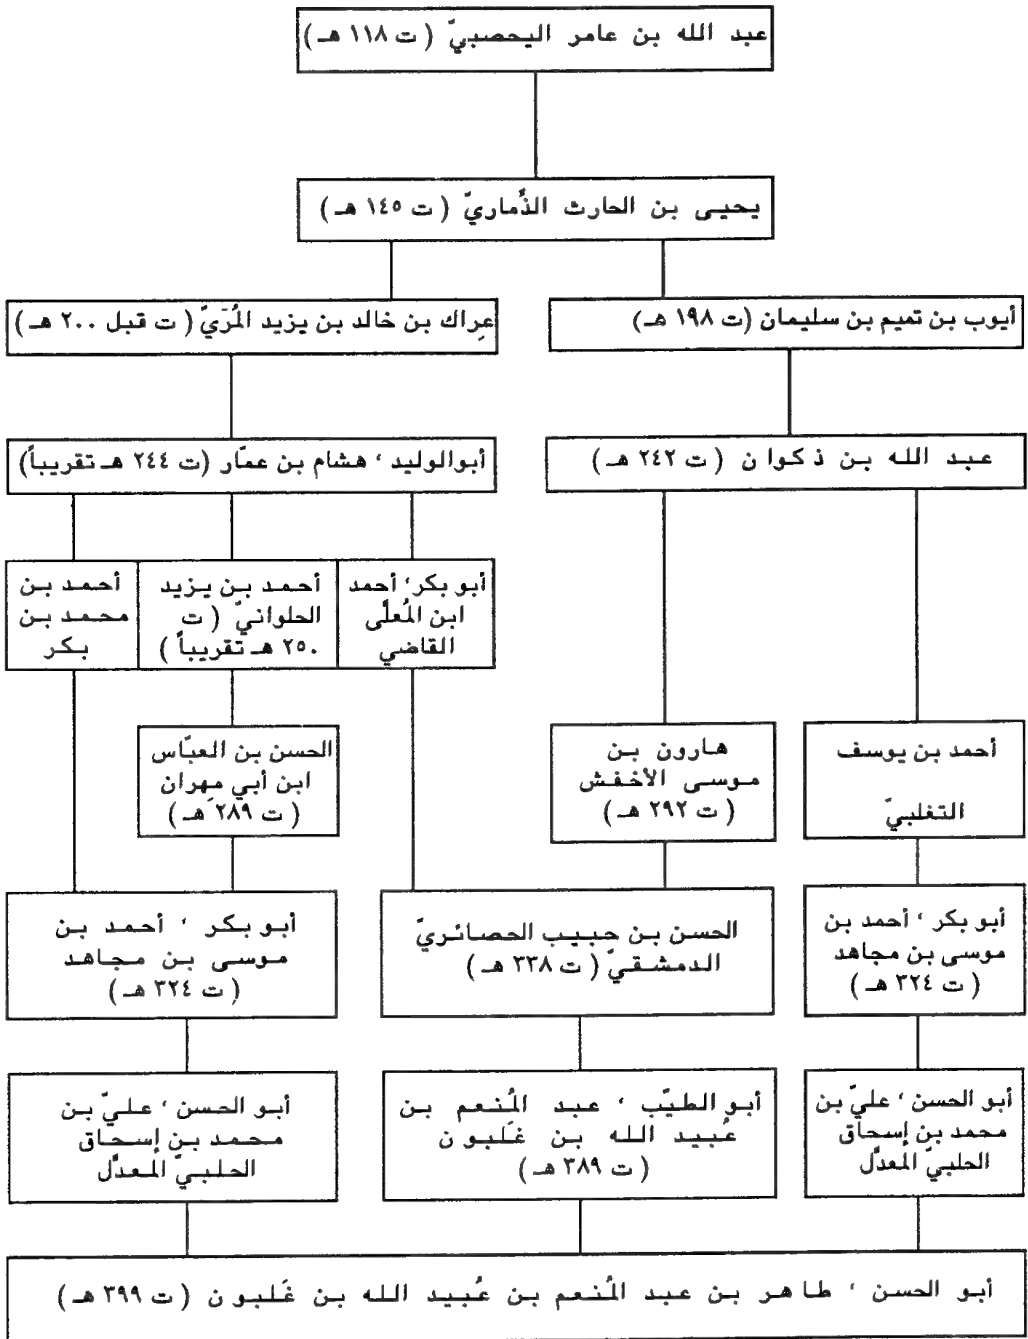 عبد الله بن عامر اليحصبيّ ( ت ١١٨ هـ )
يحيى بن الحارث الذِّماريّ ( ت ١٤٥ هـ )
أيوب بن تميم بن سليمان (ت ١٩٨ هـ)
عِراك بن خالد بن يزيد المُرّيّ ( ت قبل ٢٠٠ هـ )
عبد الله بن ذكوان ( ت ٢٤٢ هـ )
أبوالوليد ، هشام بن عمّار (ت ٢٤٤ هـ تقريباً)
أبو بكر، أحمد
ابن المُعلَّى
القاضي
أحمد بن يزيد
الحلوانيّ ( ت
٢٥٠ هـ تقريباً )
أحمد بن
محمد بن
بكر
أحمد بن يوسف
التغلبيّ
هارون بن
موسى الأخفش
( ت ٢٩٢ هـ )
الحسن بن العبّاس
ابن أبي مهران
( ت ٢٨٩ هـ )
أبو بكر ، أحمد بن
موسى بن مجاهد
( ت ٣٢٤ هـ )
الحسن بن حبيب الحصائريّ
الدمشقيّ ( ت ٣٣٨ هـ )
أبو بكر ، أحمد بن
موسى بن مجاهد
( ت ٣٢٤ هـ )
أبو الحسن ، عليّ بن
محمد بن إسحاق
الحلبيّ المعدَّل
أبو الطيّب ، عبد المُنعم بن
عُبيد الله بن غَلبون
( ت ٣٨٩ هـ )
أبو الحسن ، عليّ بن
محمد بن إسحاق
الحلبيّ المعدَّل
أبو الحسن ، طاهر بن عبد المُنعم بن عُبيد الله بن غَلبون ( ت ٣٩٩ هـ )